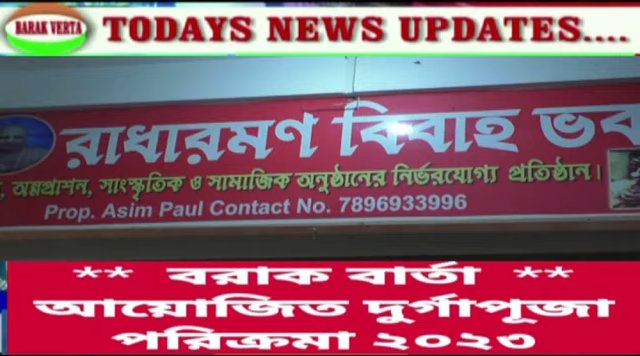 BARAK VERTA
TODAYS NEWS UPDATES....
রাধারমণ বিবাহ ভব
, অন্নপ্রাশন, সাংস্কৃতিক ও সামাজিক অনুষ্ঠানের নির্ভরযোগ্য প্রতিষ্ঠান।
Prop. Asim Paul Contact No. 7896933996
** বরাক বার্তা **
আয়োজিত দুর্গাপূজা
পরিক্রমা ২০২৩